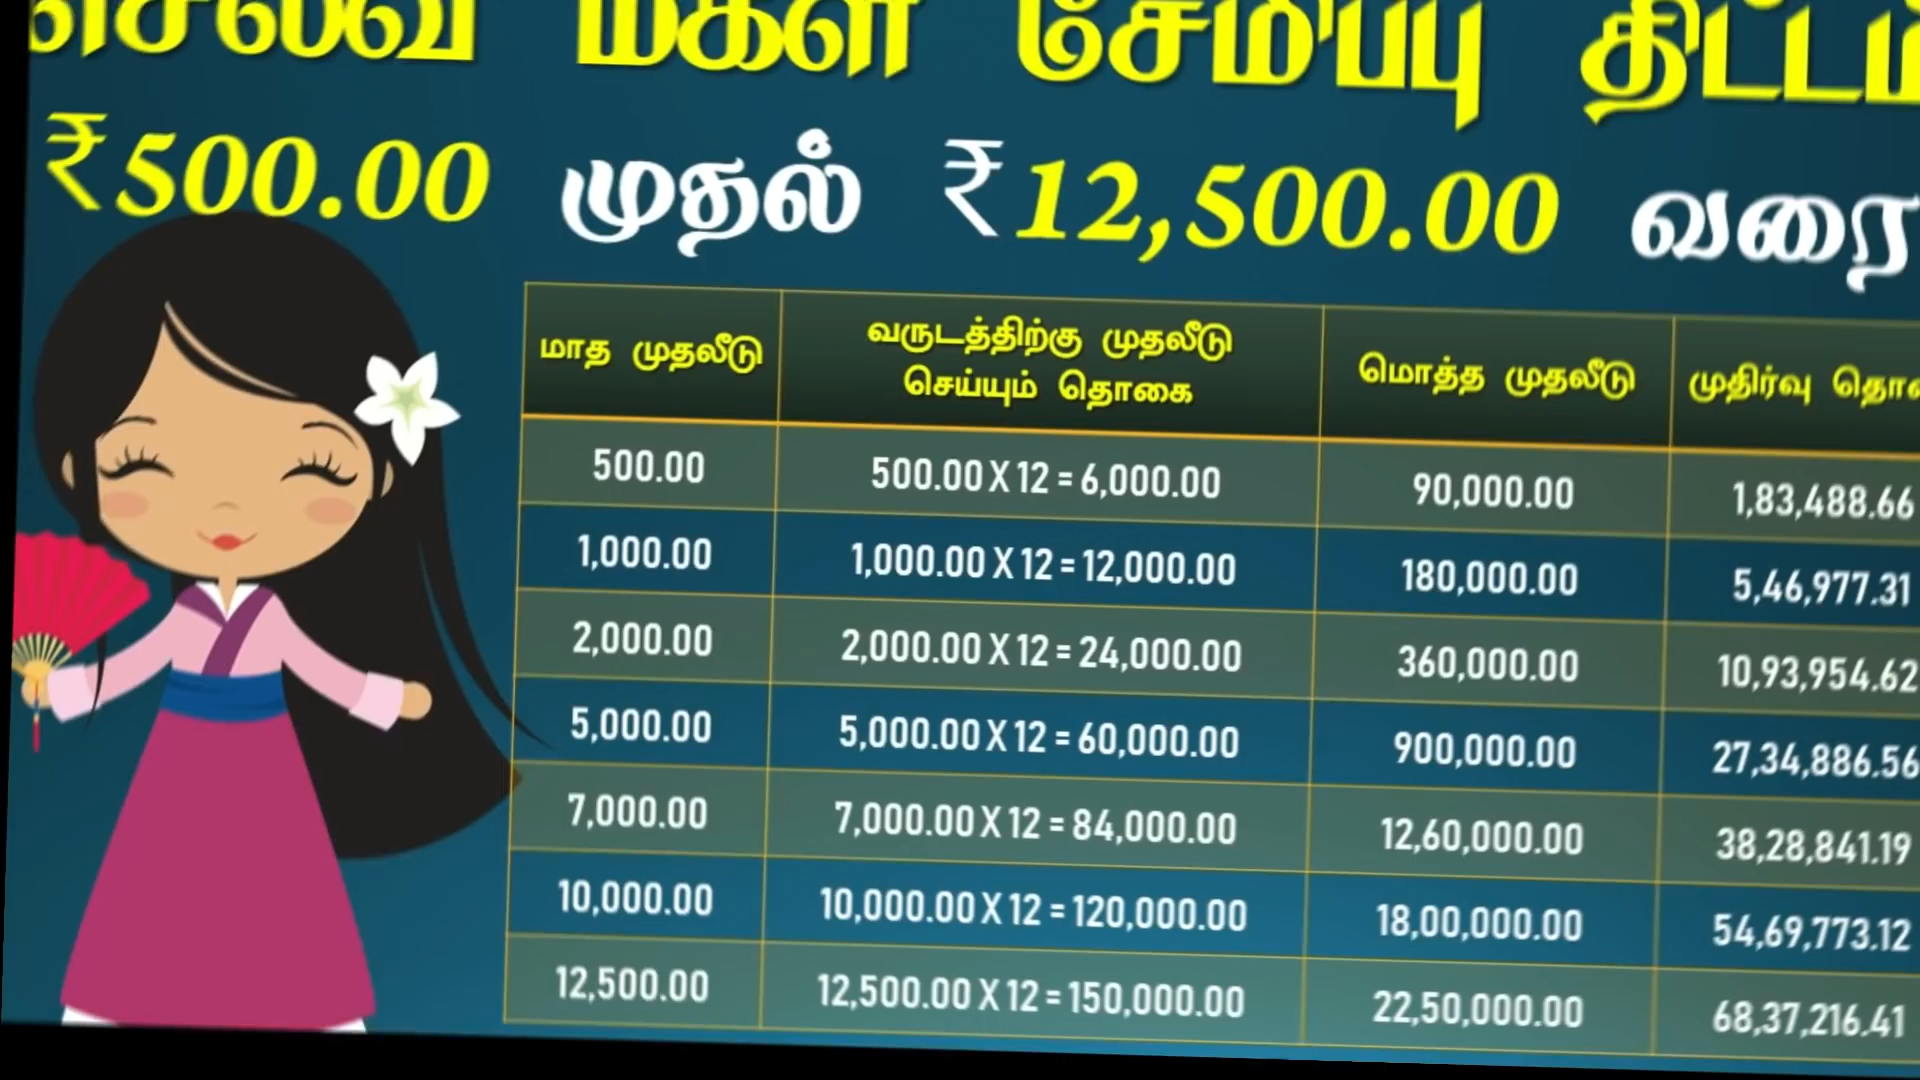 செல்வ மகள் சேமிப்பு திட்டம்
₹500.00 முதல் ₹12,500.00 வரை
மாத முதலீடு
வருடத்திற்கு முதலீடு
செய்யும் தொகை
மொத்த முதலீடு
முதிர்வு
500.00 500.00 X 12 = 6,000.00 90,000.00 1,83,488.66
1,000.00 1,000.00 X 12 = 12,000.00 180,000.00 5,46,977.31
2,000.00 2,000.00 X 12 = 24,000.00 360,000.00 10,93,954.62
5,000.00 5,000.00 X 12 = 60,000.00 900,000.00 27,34,886.56
7,000.00 7,000.00 X 12 = 84,000.00 12,60,000.00 38,28,841.19
10,000.00 10,000.00 X 12 = 120,000.00 18,00,000.00 54,69,773.12
12,500.00 12,500.00 X 12 = 150,000.00 22,50,000.00 68,37,216.41